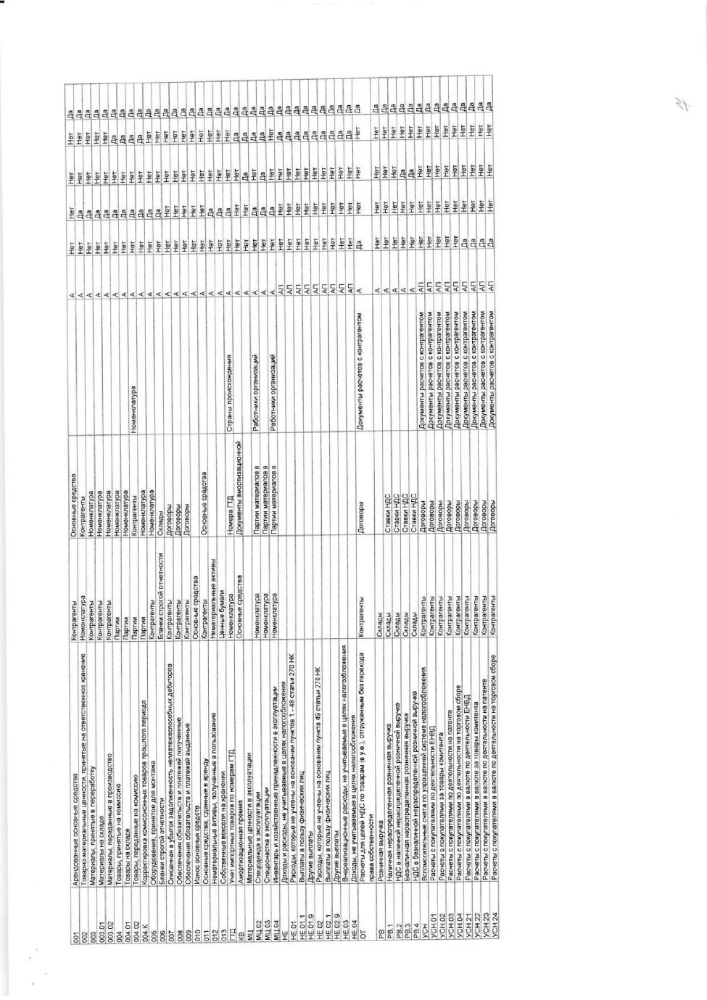 001 Арендованные основные средства Контрагенты Основные средства А Нет Нет Нет Нет Да
002 Товарно-материальные ценности, принятые на ответственное хранение Номенклатура Контрагенты А Нет Да Нет Нет Да
003 Материалы, принятые в переработку Контрагенты Номенклатура А Нет Да Нет Нет Да
003.01 Материалы на складе Контрагенты Номенклатура А Нет Да Нет Нет Да
003.02 Материалы, переданные в производство Контрагенты Номенклатура А Нет Да Нет Нет Да
004 Товары, принятые на комиссию Партии Номенклатура А Нет Да Нет Да Да
004.01 Товары на складе Партии Номенклатура А Нет Да Нет Да Да
004.02 Товары, переданные на комиссию Партии Контрагенты Номенклатура А Нет Да Нет Да Да
004.К Корректировка комиссионных товаров прошлого периода Партии Номенклатура А Нет Да Нет Да Да
005 Оборудование, принятое для монтажа Контрагенты Номенклатура А Нет Да Нет Нет Да
006 Бланки строгой отчетности Бланки строгой отчетности Склады А Нет Да Нет Нет Да
007 Списанная в убыток задолженность неплатежеспособных дебиторов Контрагенты Договоры А Нет Нет Нет Нет Да
008 Обеспечения обязательств и платежей полученные Контрагенты Договоры А Нет Нет Нет Нет Да
009 Обеспечения обязательств и платежей выданные Контрагенты Договоры А Нет Нет Нет Нет Да
010 Износ основных средств Основные средства А Нет Нет Нет Нет Да
011 Основные средства, сданные в аренду Контрагенты Основные средства А Нет Нет Нет Нет Да
012 Нематериальные активы, полученные в пользование Нематериальные активы А Нет Да Нет Нет Да
013 Собственные векселя на хранении Ценные бумаги А Нет Да Нет Нет Да
ГТД Учет импортных товаров по номерам ГТД Номенклатура Номера ГТД Страны происхождения А Нет Да Нет Нет Да
КВ Амортизационная премия Основные средства Документы амортизационной А Нет Нет Нет Да Да
МЦ Материальные ценности в эксплуатации А Нет Нет Да Да Да
МЦ.02 Спецодежда в эксплуатации Номенклатура Партии материалов в Работники организаций А Нет Да Нет Да Да
МЦ.03 Спецоснастка в эксплуатации Номенклатура Партии материалов в А Нет Да Да Да Да
МЦ.04 Инвентарь и хозяйственные принадлежности в эксплуатации Номенклатура Партии материалов в Работники организаций А Нет Да Нет Нет Да
НЕ Доходы и расходы, не учитываемые в целях налогообложения АП Нет Нет Нет Да Да
НЕ.01 Расходы, которые не учтены на основании пунктов 1 - 48 статьи 270 НК АП Нет Нет Нет Да Да
НЕ.01.1 Выплаты в пользу физических лиц АП Нет Нет Нет Да Да
НЕ.01.9 Другие выплаты АП Нет Нет Нет Да Да
НЕ.02 Расходы, которые не учтены на основании пункта 49 статьи 270 НК АП Нет Нет Нет Да Да
НЕ.02.1 Выплаты в пользу физических лиц АП Нет Нет Нет Да Да
НЕ.02.9 Другие выплаты АП Нет Нет Нет Да Да
НЕ.03 Внереализационные расходы, не учитываемые в целях налогообложения АП Нет Нет Нет Да Да
НЕ.04 Доходы, не учитываемые в целях налогообложения АП Нет Нет Нет Да Да
ОТ Расчеты для целей НДС по товарам (в у.е.), отгруженным без перехода Контрагенты Договоры Документы расчетов с контрагентом А Да Нет Нет Нет Да
права собственности
РВ Розничная выручка Склады А Нет Нет Нет Нет Да
РВ.1 Наличная нераспределенная розничная выручка Склады Ставки НДС А Нет Нет Нет Нет Да
РВ.2 НДС в наличной нераспределенной розничной выручке Склады Ставки НДС А Нет Нет Нет Нет Да
РВ.3 Безналичная нераспределенная розничная выручка Склады Ставки НДС А Нет Нет Да Нет Да
РВ.4 НДС в безналичной нераспределенной розничной выручке Склады Ставки НДС А Нет Нет Да Нет Да
УСН Вспомогательные счета по упрощенной системе налогообложения Контрагенты Договоры Документы расчетов с контрагентом АП Нет Нет Нет Нет Да
УСН.01 Расчеты с покупателями по деятельности ЕНВД Контрагенты Договоры Документы расчетов с контрагентом АП Нет Нет Нет Нет Да
УСН.02 Расчеты с покупателями за товары комитента Контрагенты Договоры Документы расчетов с контрагентом АП Нет Нет Нет Нет Да
УСН.03 Расчеты с покупателями по деятельности на патенте Контрагенты Договоры Документы расчетов с контрагентом АП Нет Нет Нет Нет Да
УСН.04 Расчеты с покупателями по деятельности на торговом сборе Контрагенты Договоры Документы расчетов с контрагентом АП Нет Нет Нет Нет Да
УСН.21 Расчеты с покупателями в валюте по деятельности ЕНВД Контрагенты Договоры Документы расчетов с контрагентом АП Да Нет Нет Нет Да
УСН.22 Расчеты с покупателями в валюте за товары комитента Контрагенты Договоры Документы расчетов с контрагентом АП Да Нет Нет Нет Да
УСН.23 Расчеты с покупателями в валюте по деятельности на патенте Контрагенты Договоры Документы расчетов с контрагентом АП Да Нет Нет Нет Да
УСН.24 Расчеты с покупателями в валюте по деятельности на торговом сборе Контрагенты Договоры Документы расчетов с контрагентом АП Да Нет Нет Нет Да